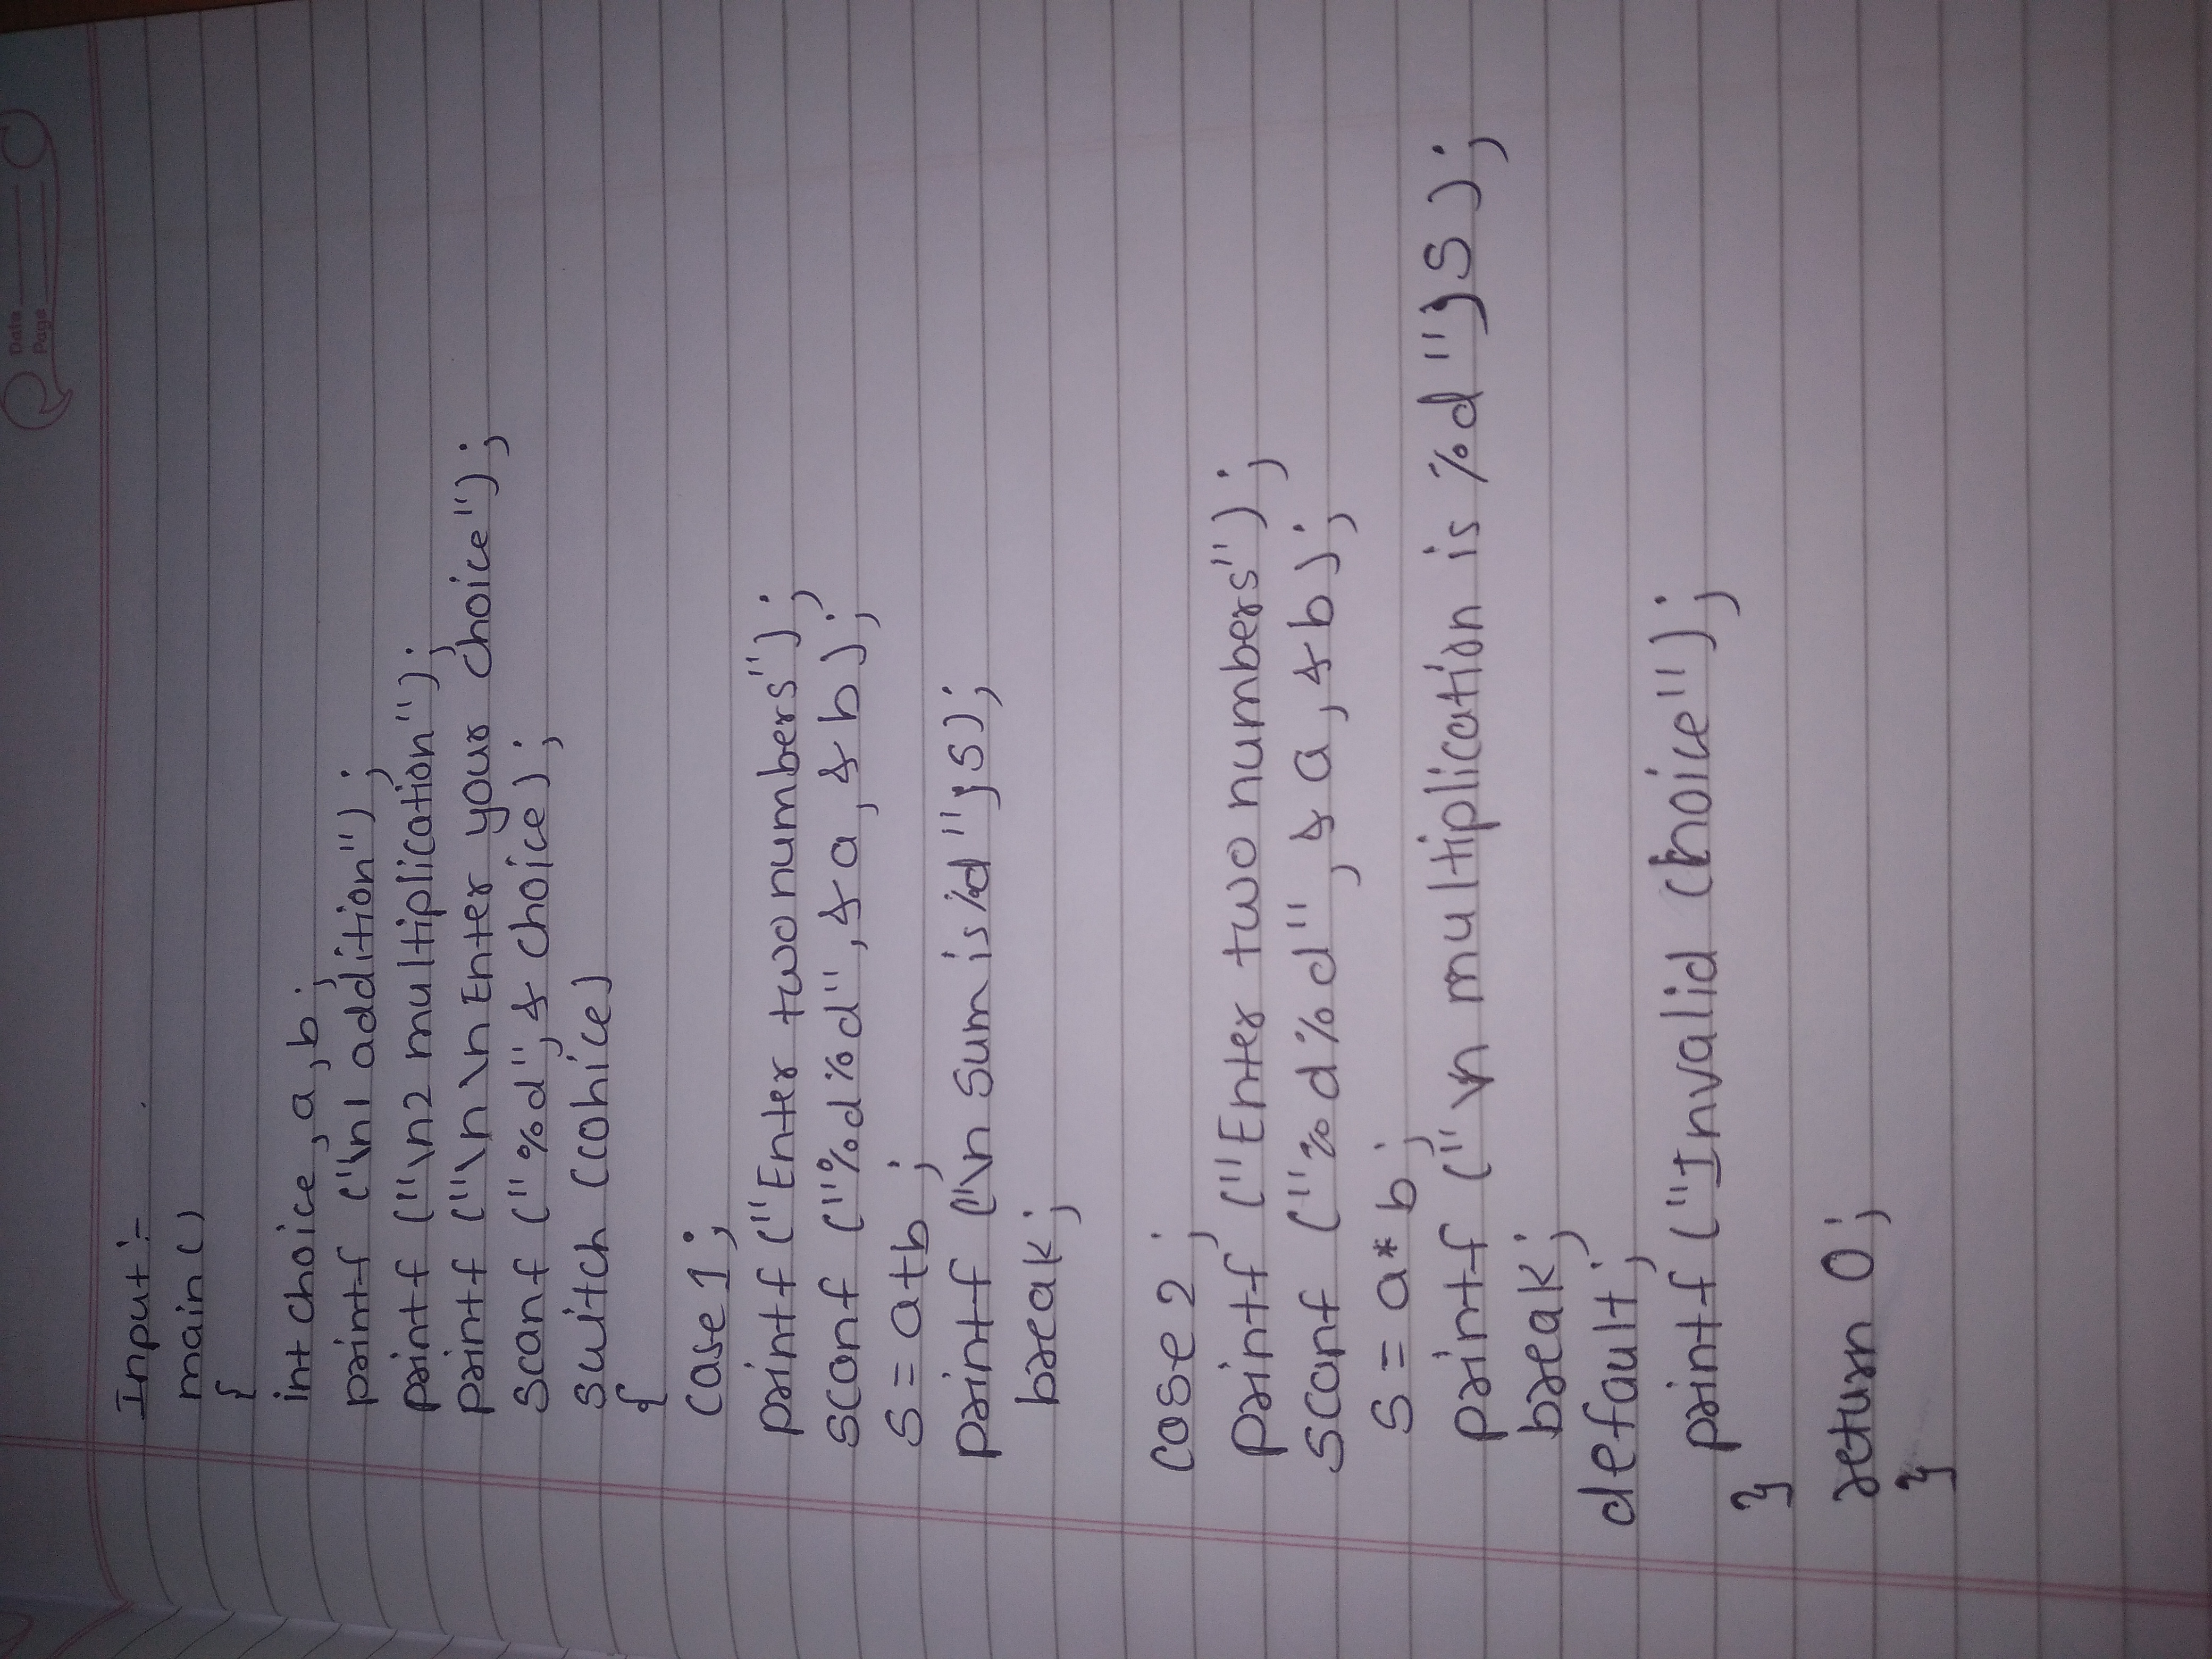 Date
Page
Input :-
main ()
{
int choice, a, b;
printf ("\n1 addition");
printf ("\n2 multiplication");
printf ("\n \n Enter your choice");
scanf ("%d", & choice);
switch (cohice)
{
case 1;
printf ("Enter two numbers");
scanf ("%d%d", & a, & b);
s = a+b ;
printf ("\n Sum is %d "; s);
break;
case 2 ;
printf ("Enter two numbers");
scanf ("%d%d", & a, & b);
s = a* b;
printf (" \n multiplication is %d "; s );
break;
default;
printf ("Invalid choice");
}
return 0;
}